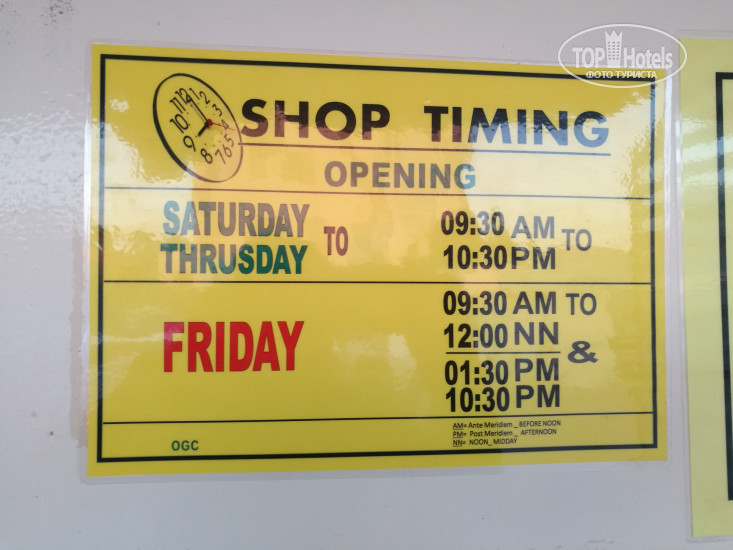 TOP Hotels
ФОТО ТУРИСТА
SHOP TIMING
OPENING
SATURDAY TO 09:30 AM TO
THRUSDAY 10:30 PM
FRIDAY
09:30 AM TO
12:00 NN
&
01:30 PM
10:30 PM
AM= Ante Meridiem _ BEFORE NOON
PM= Post Meridiem _ AFTERNOON
NN= NOON_ MIDDAY
OGC